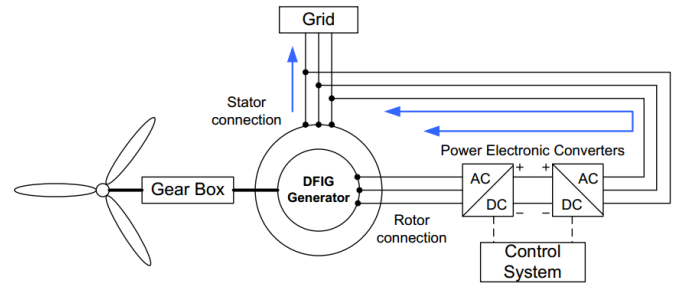 Grid
Stator
connection
Power Electronic Converters
Gear Box
DFIG
Generator
AC
DC
+ +
− −
AC
DC
Rotor
connection
Control
System